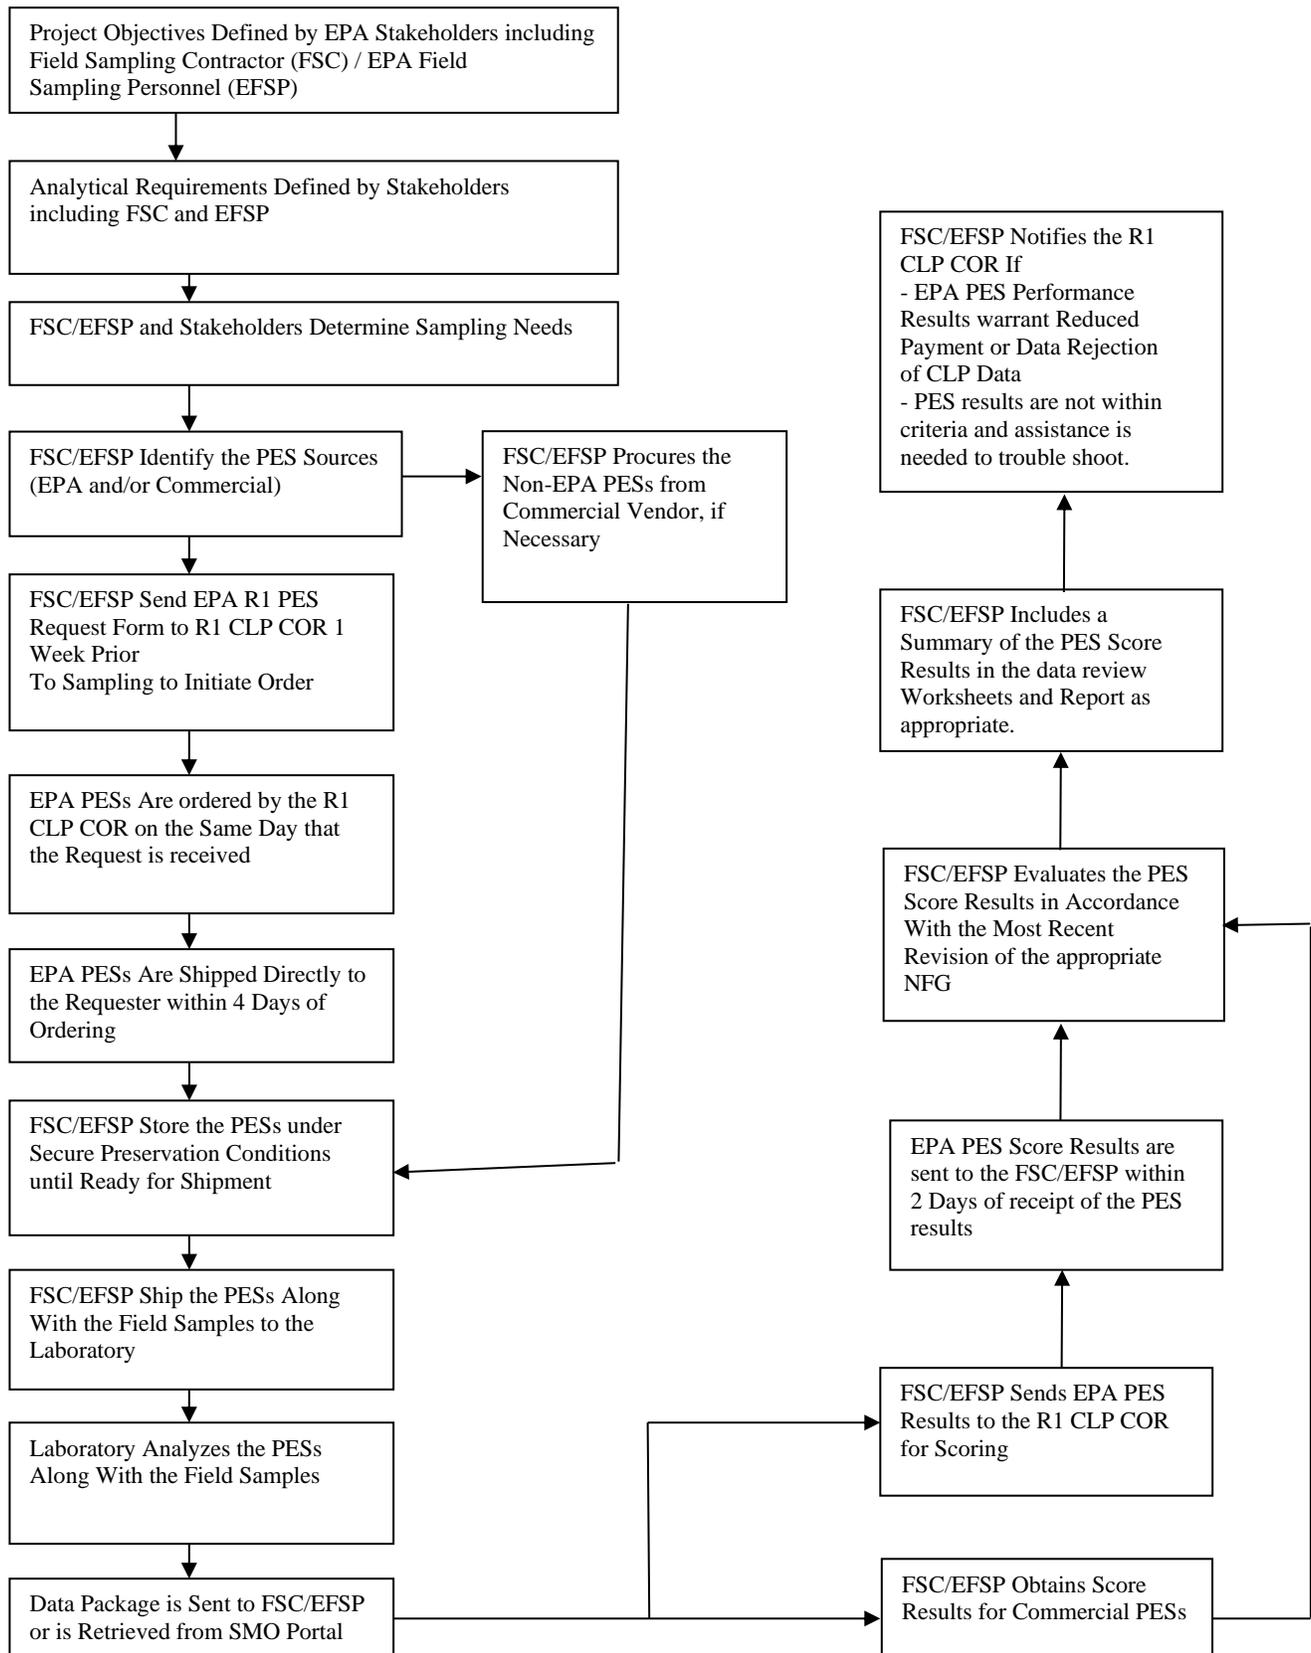 Project Objectives Defined by EPA Stakeholders including
Field Sampling Contractor (FSC) / EPA Field
Sampling Personnel (EFSP)
Analytical Requirements Defined by Stakeholders
including FSC and EFSP
FSC/EFSP and Stakeholders Determine Sampling Needs
FSC/EFSP Identify the PES Sources
(EPA and/or Commercial)
FSC/EFSP Procures the
Non-EPA PESs from
Commercial Vendor, if
Necessary
FSC/EFSP Send EPA R1 PES
Request Form to R1 CLP COR 1
Week Prior
To Sampling to Initiate Order
EPA PESs Are ordered by the R1
CLP COR on the Same Day that
the Request is received
EPA PESs Are Shipped Directly to
the Requester within 4 Days of
Ordering
FSC/EFSP Store the PESs under
Secure Preservation Conditions
until Ready for Shipment
FSC/EFSP Ship the PESs Along
With the Field Samples to the
Laboratory
Laboratory Analyzes the PESs
Along With the Field Samples
Data Package is Sent to FSC/EFSP
or is Retrieved from SMO Portal
FSC/EFSP Notifies the R1
CLP COR If
- EPA PES Performance
Results warrant Reduced
Payment or Data Rejection
of CLP Data
- PES results are not within
criteria and assistance is
needed to trouble shoot.
FSC/EFSP Includes a
Summary of the PES Score
Results in the data review
Worksheets and Report as
appropriate.
FSC/EFSP Evaluates the PES
Score Results in Accordance
With the Most Recent
Revision of the appropriate
NFG
EPA PES Score Results are
sent to the FSC/EFSP within
2 Days of receipt of the PES
results
FSC/EFSP Sends EPA PES
Results to the R1 CLP COR
for Scoring
FSC/EFSP Obtains Score
Results for Commercial PESs